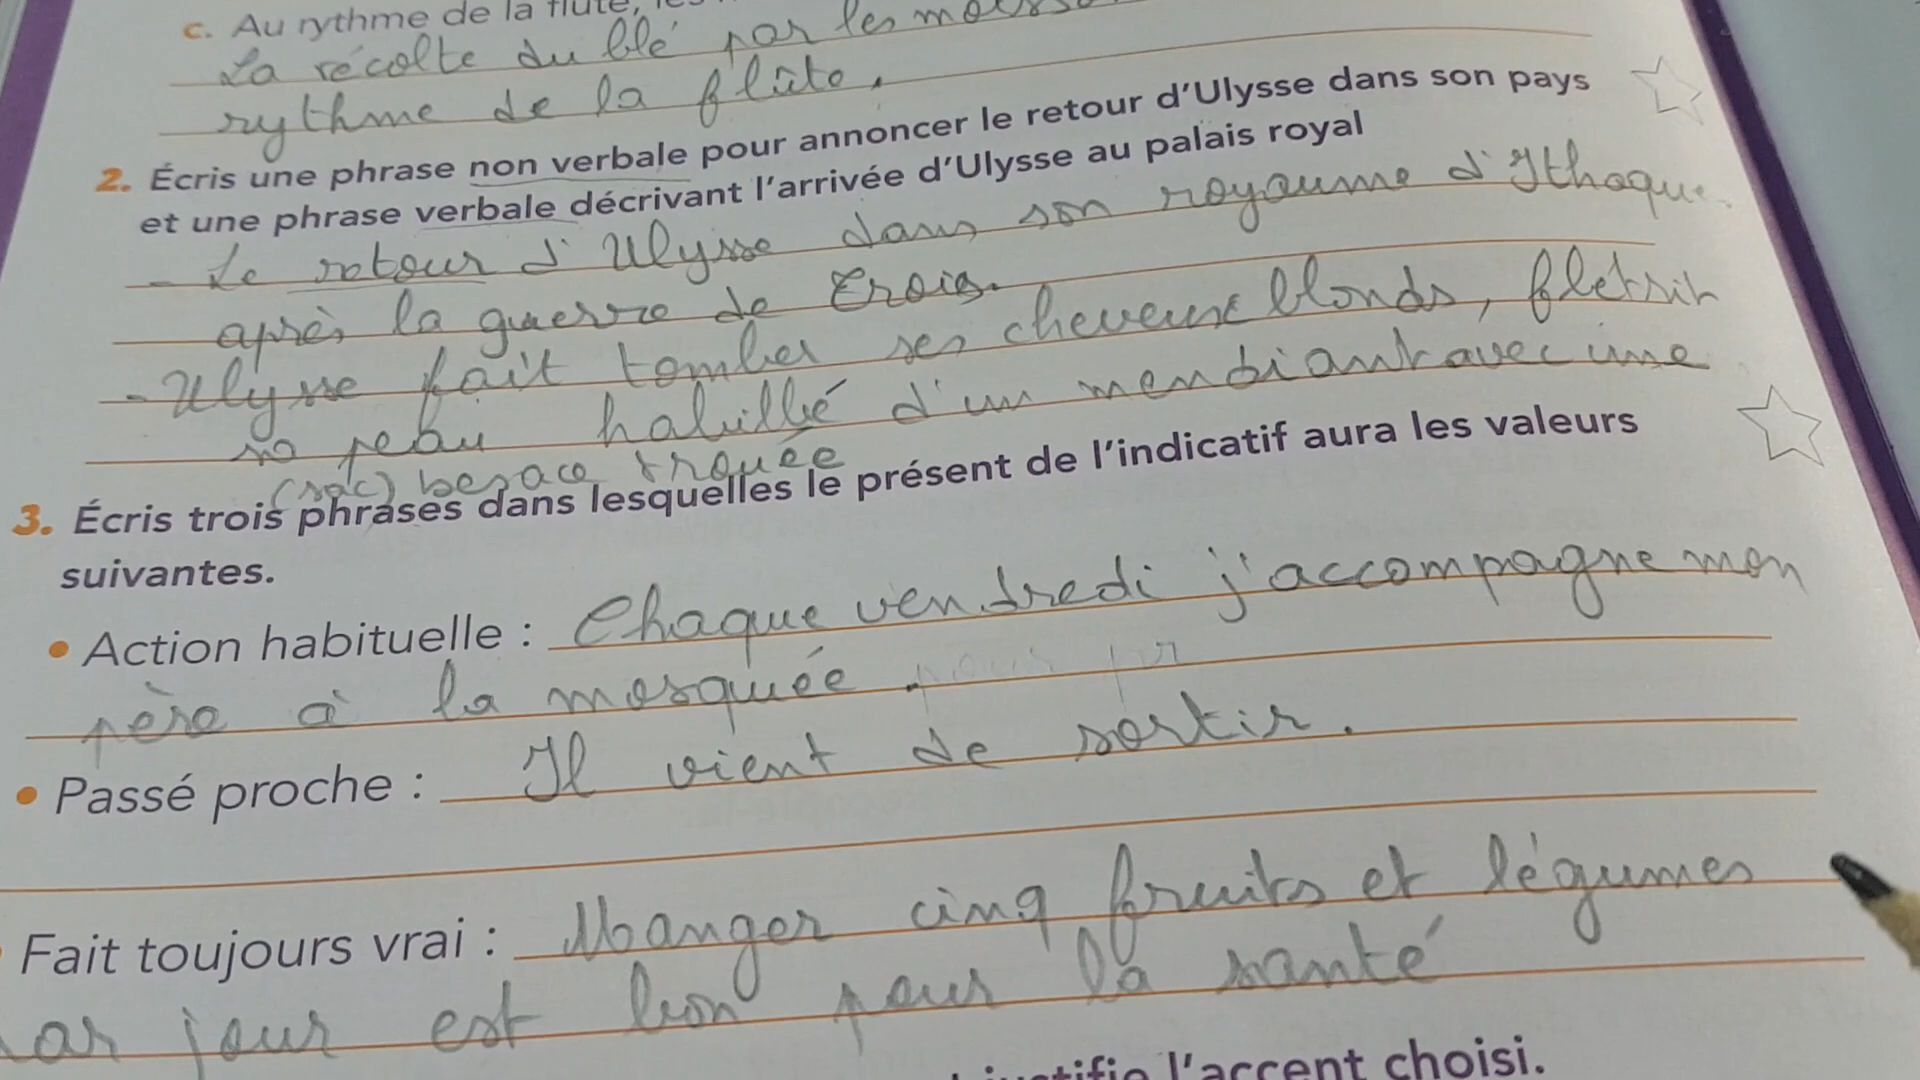 c. Au rythme de la flûte,
La récolte du blé par les
rythme de la flûte.
2. Écris une phrase non verbale pour annoncer le retour d'Ulysse dans son pays
et une phrase verbale décrivant l'arrivée d'Ulysse au palais royal
- Le retour d'Ulysse dans son royaume d'Ithaque
après la guerre de Troie.
- Ulysse fait tomber ses cheveux blonds, fletrir
sa peau habillé d'un mendiant avec une
(sac) besace trouée
3. Écris trois phrases dans lesquelles le présent de l'indicatif aura les valeurs
suivantes.
• Action habituelle : Chaque vendredi j'accompagne mon
père à la mosquée.
• Passé proche : Il vient de sortir.
Fait toujours vrai : Manger cinq fruits et légumes
par jour est bon pour la santé
l'accent choisi.